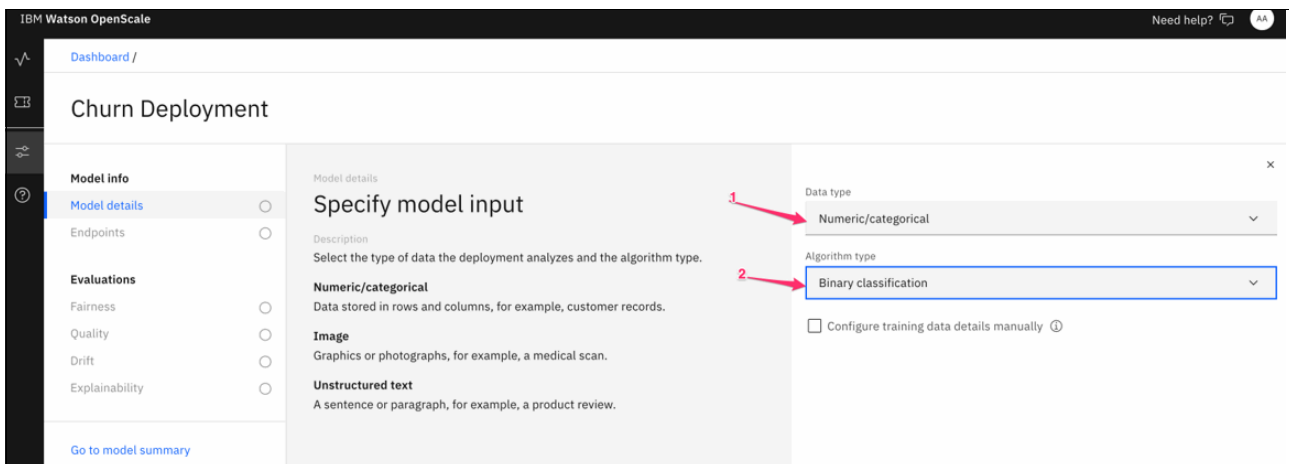 IBM Watson OpenScale
Need help?
AA
Dashboard /
Churn Deployment
Model info
Model details
Endpoints
Evaluations
Fairness
Quality
Drift
Explainability
Go to model summary
Model details
Specify model input
Description
Select the type of data the deployment analyzes and the algorithm type.
Numeric/categorical
Data stored in rows and columns, for example, customer records.
Image
Graphics or photographs, for example, a medical scan.
Unstructured text
A sentence or paragraph, for example, a product review.
1
Data type
Numeric/categorical
2
Algorithm type
Binary classification
Configure training data details manually